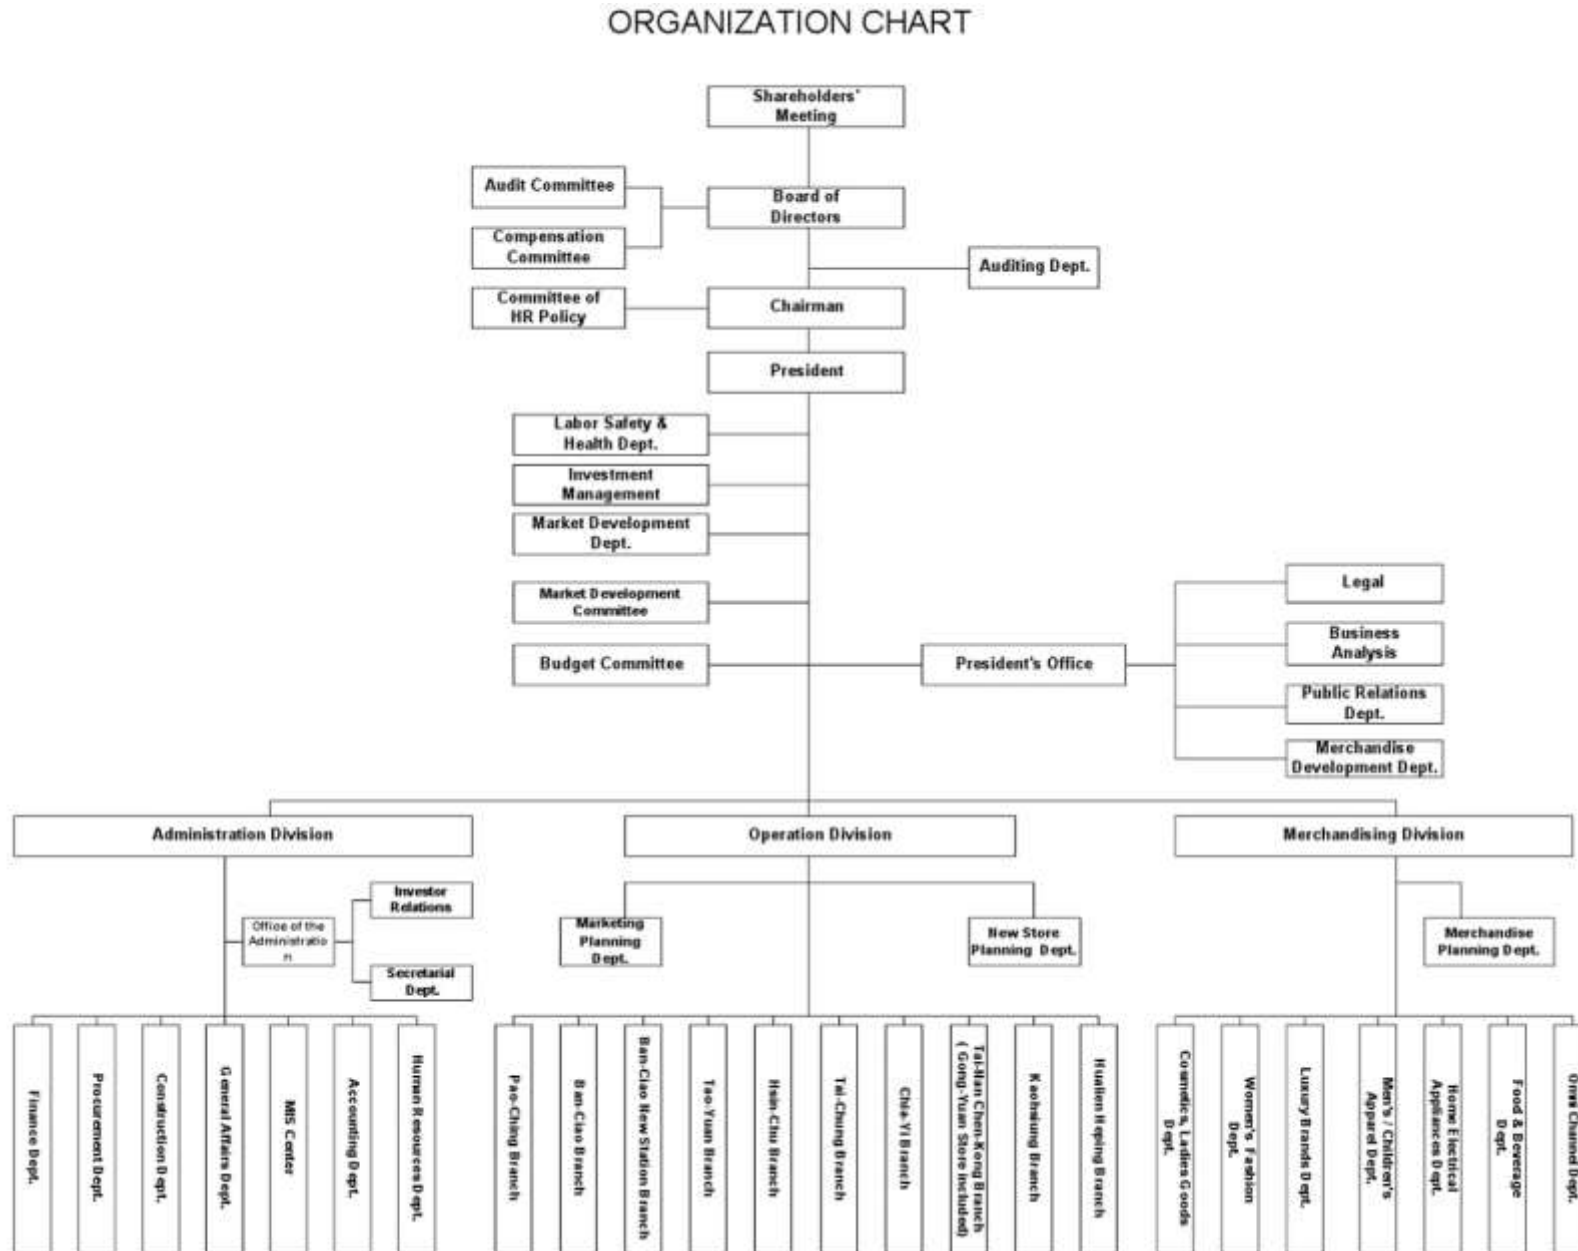 ORGANIZATION CHART
Shareholders'
Meeting
Audit Committee
Board of
Directors
Compensation
Committee
Auditing Dept.
Committee of
HR Policy
Chairman
President
Labor Safety &
Health Dept.
Investment
Management
Market Development
Dept.
Market Development
Committee
Budget Committee
President's Office
Legal
Business
Analysis
Public Relations
Dept.
Merchandise
Development Dept.
Administration Division
Operation Division
Merchandising Division
Investor
Relations
Office of the
Administratio
n
Secretarial
Dept.
Marketing
Planning
Dept.
New Store
Planning Dept.
Merchandise
Planning Dept.
Finance Dept.
Procurement Dept.
Construction Dept.
General Affairs Dept.
MIS Center
Accounting Dept.
Human Resources Dept.
Pao-Ching Branch
Ban-Ciao Branch
Ban-Ciao New Station Branch
Tao-Yuan Branch
Hsin-Chu Branch
Tai-Chung Branch
Chia-Yi Branch
Tai-Nan Chen-Kong Branch
( Gong-Yuan Store included)
Kaohsiung Branch
Hualien Heping Branch
Cosmetics, Ladies Goods
Dept.
Women's Fashion
Dept.
Luxury Brands Dept.
Men's / Children's
Apparel Dept.
Home Electrical
Appliances Dept.
Food & Beverage
Dept.
Omni Channel Dept.